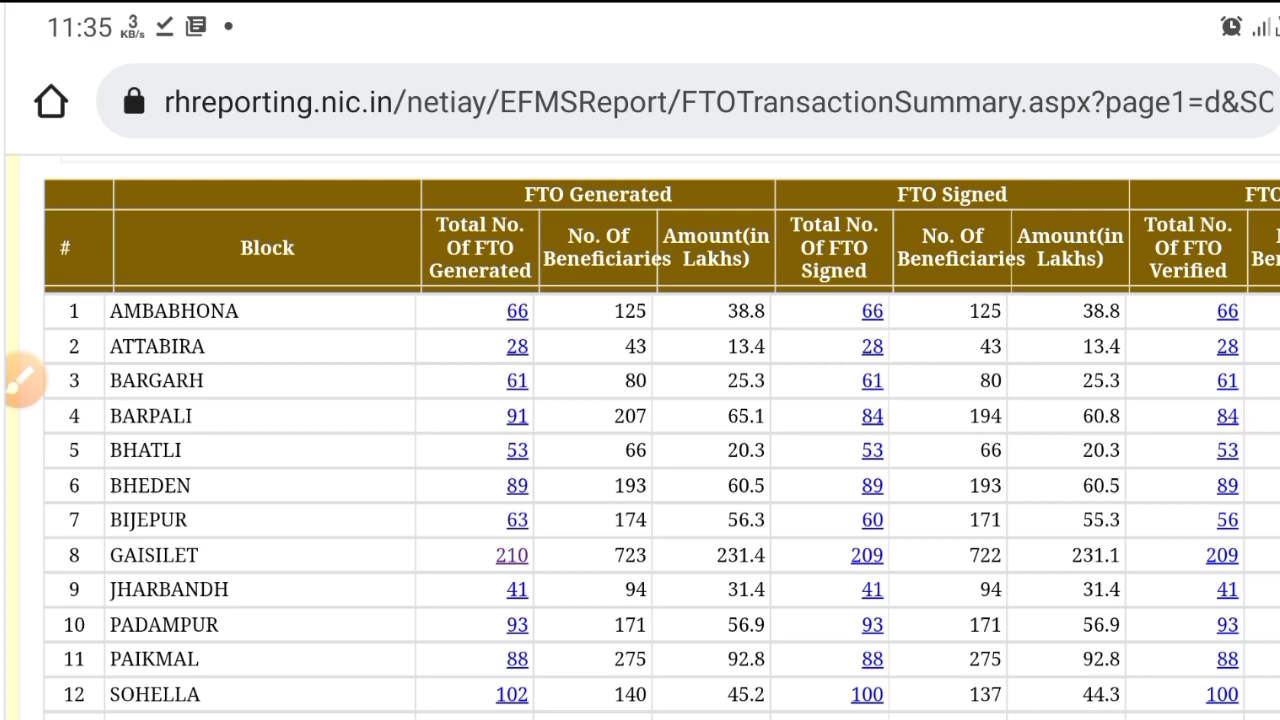 11:35 3 KB/s
rhreporting.nic.in/netiay/EFMSReport/FTOTransactionSummary.aspx?page1=d&SC
FTO Generated FTO Signed FTO
# Block Total No. Of FTO Generated No. Of Beneficiaries Amount(in Lakhs) Total No. Of FTO Signed No. Of Beneficiaries Amount(in Lakhs) Total No. Of FTO Verified
1 AMBABHONA 66 125 38.8 66 125 38.8 66
2 ATTABIRA 28 43 13.4 28 43 13.4 28
3 BARGARH 61 80 25.3 61 80 25.3 61
4 BARPALI 91 207 65.1 84 194 60.8 84
5 BHATLI 53 66 20.3 53 66 20.3 53
6 BHEDEN 89 193 60.5 89 193 60.5 89
7 BIJEPUR 63 174 56.3 60 171 55.3 56
8 GAISILET 210 723 231.4 209 722 231.1 209
9 JHARBANDH 41 94 31.4 41 94 31.4 41
10 PADAMPUR 93 171 56.9 93 171 56.9 93
11 PAIKMAL 88 275 92.8 88 275 92.8 88
12 SOHELLA 102 140 45.2 100 137 44.3 100